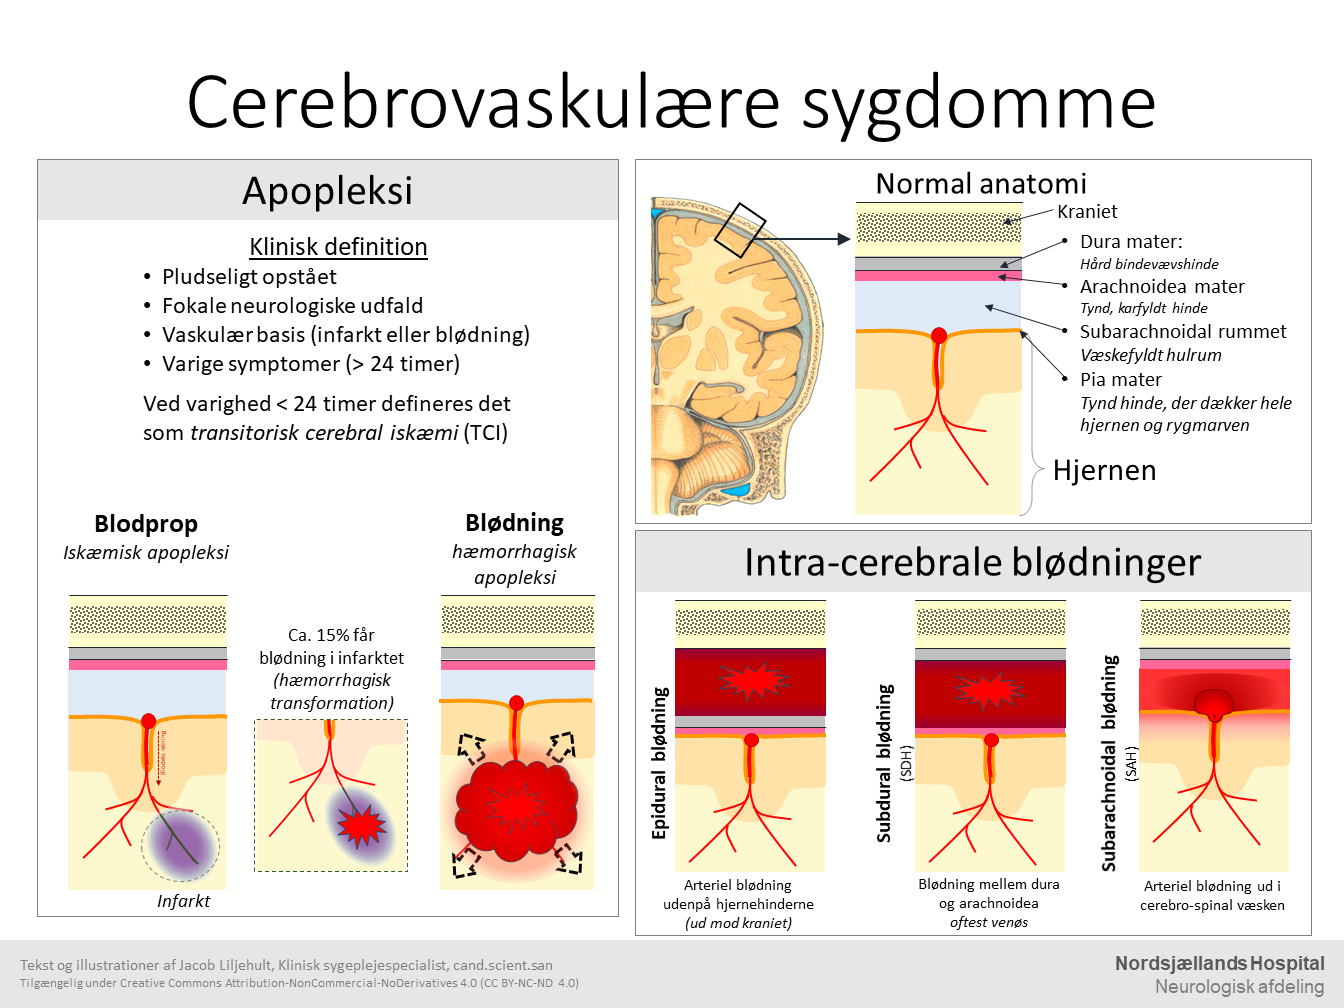 Cerebrovaskulære sygdomme
Apopleksi
Klinisk definition
• Pludseligt opstået
• Fokale neurologiske udfald
• Vaskulær basis (infarkt eller blødning)
• Varige symptomer (> 24 timer)
Ved varighed < 24 timer defineres det
som transitorisk cerebral iskæmi (TCI)
Blodprop
Iskæmisk apopleksi
Blodets retning
Infarkt
Ca. 15% får
blødning i infarktet
(hæmorrhagisk
transformation)
Blødning
hæmorrhagisk
apopleksi
Normal anatomi
Kraniet
• Dura mater:
Hård bindevævshinde
• Arachnoidea mater
Tynd, karfyldt hinde
• Subarachnoidal rummet
Væskefyldt hulrum
• Pia mater
Tynd hinde, der dækker hele
hjernen og rygmarven
Hjernen
Intra-cerebrale blødninger
Epidural blødning
Arteriel blødning
udenpå hjernehinderne
(ud mod kraniet)
Subdural blødning
(SDH)
Blødning mellem dura
og arachnoidea
oftest venøs
Subarachnoidal blødning
(SAH)
Arteriel blødning ud i
cerebro-spinal væsken
Tekst og illustrationer af Jacob Liljehult, Klinisk sygeplejespecialist, cand.scient.san
Tilgængelig under Creative Commons Attribution-NonCommercial-NoDerivatives 4.0 (CC BY-NC-ND 4.0)
Nordsjællands Hospital
Neurologisk afdeling